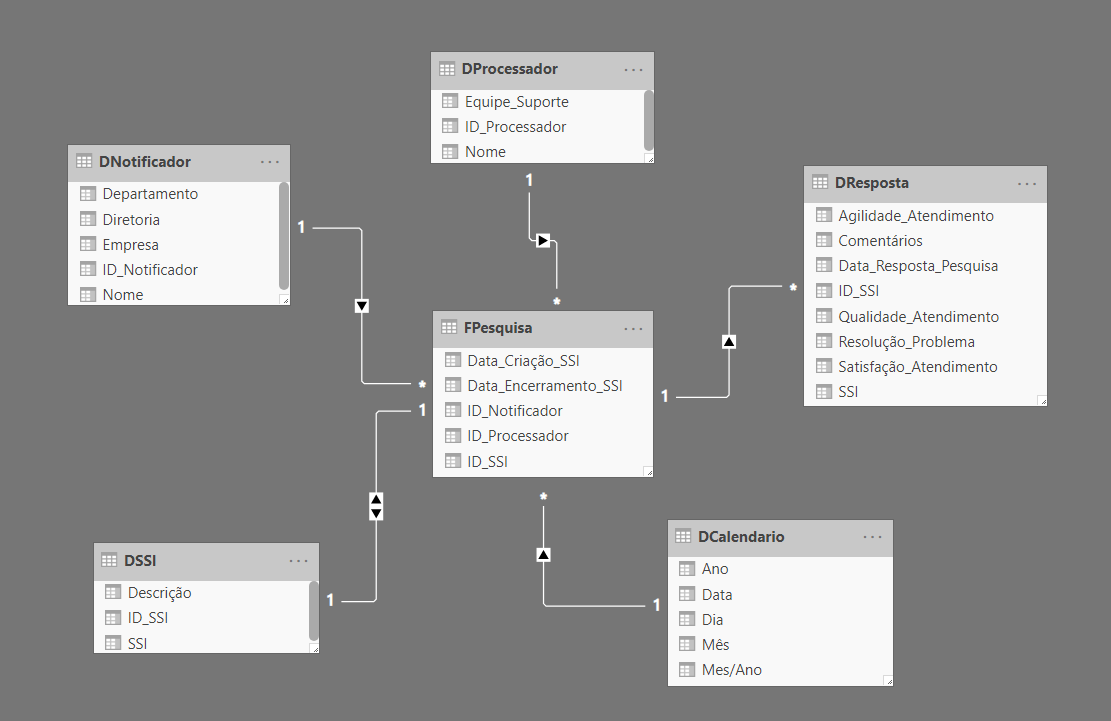 DProcessador
Equipe_Suporte
ID_Processador
Nome
1
*
DNotificador
Departamento
Diretoria
Empresa
ID_Notificador
Nome
1
*
DResposta
Agilidade_Atendimento
Comentários
Data_Resposta_Pesquisa
ID_SSI
Qualidade_Atendimento
Resolução_Problema
Satisfação_Atendimento
SSI
*
1
FPesquisa
Data_Criação_SSI
Data_Encerramento_SSI
ID_Notificador
ID_Processador
ID_SSI
1
*
DSSI
Descrição
ID_SSI
SSI
1
DCalendario
Ano
Data
Dia
Mês
Mes/Ano
1